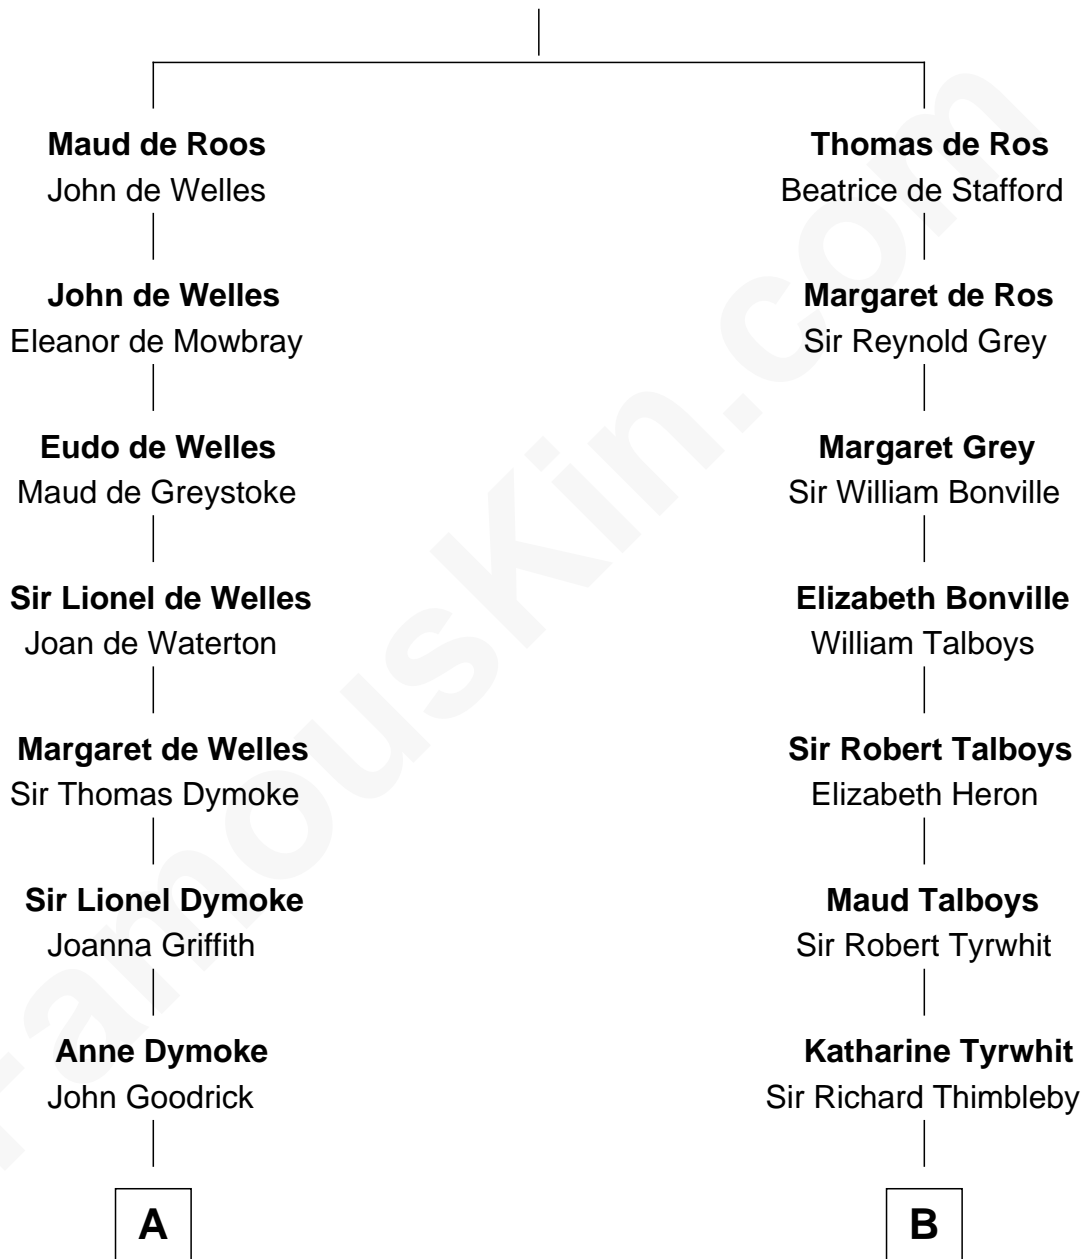 Maud de Roos
John de Welles
Thomas de Ros
Beatrice de Stafford
John de Welles
Eleanor de Mowbray
Margaret de Ros
Sir Reynold Grey
Eudo de Welles
Maud de Greystoke
Margaret Grey
Sir William Bonville
Sir Lionel de Welles
Joan de Waterton
Elizabeth Bonville
William Talboys
Margaret de Welles
Sir Thomas Dymoke
Sir Robert Talboys
Elizabeth Heron
Sir Lionel Dymoke
Joanna Griffith
Maud Talboys
Sir Robert Tyrwhit
Anne Dymoke
John Goodrick
Katharine Tyrwhit
Sir Richard Thimbleby
A
B
FamousKin.com